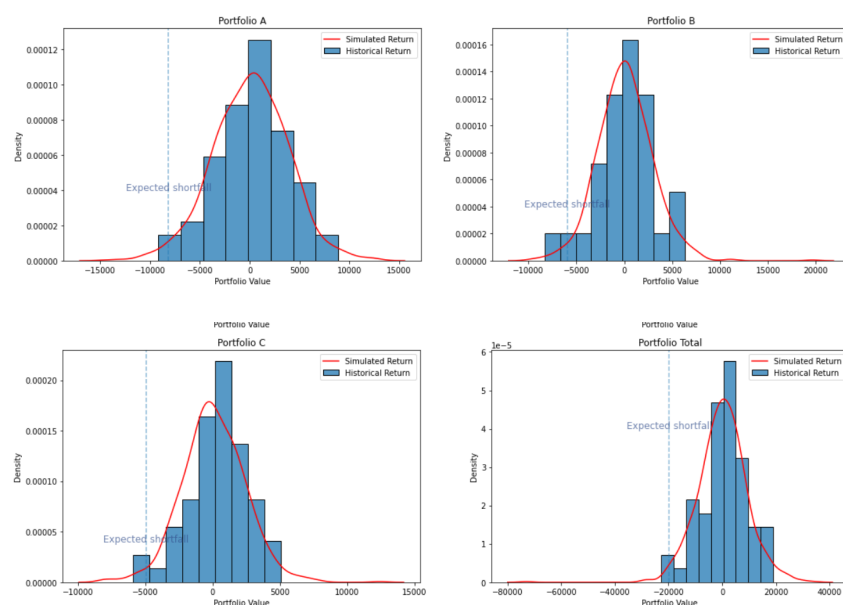 Portfolio A
Simulated Return
Historical Return
0.00012
0.00010
0.00008
0.00006
0.00004
0.00002
0.00000
Density
Expected shortfall
−15000 −10000 −5000 0 5000 10000 15000
Portfolio Value
Portfolio B
Simulated Return
Historical Return
0.00016
0.00014
0.00012
0.00010
0.00008
0.00006
0.00004
0.00002
0.00000
Density
Expected shortfall
−10000 −5000 0 5000 10000 15000 20000
Portfolio Value
Portfolio Value
Portfolio C
Simulated Return
Historical Return
0.00020
0.00015
0.00010
0.00005
0.00000
Density
Expected shortfall
−10000 −5000 0 5000 10000 15000
Portfolio Value
Portfolio Value
Portfolio Total
1e−5
Simulated Return
Historical Return
6
5
4
3
2
1
0
Density
Expected shortfall
−80000 −60000 −40000 −20000 0 20000 40000
Portfolio Value